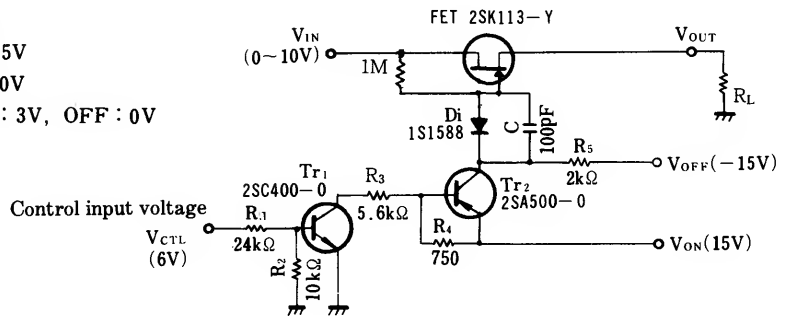 FET 2SK113-Y
VIN
(0~10V)
VOUT
5V
0V
: 3V, OFF : 0V
1M
RL
Di
1S1588
C
100pF
R5
2kΩ
VOFF(-15V)
Tr1
2SC400-0
R3
5.6kΩ
Tr2
2SA500-0
Control input voltage
VCTL
(6V)
R.1
24kΩ
R2
10kΩ
R4
750
VON(15V)